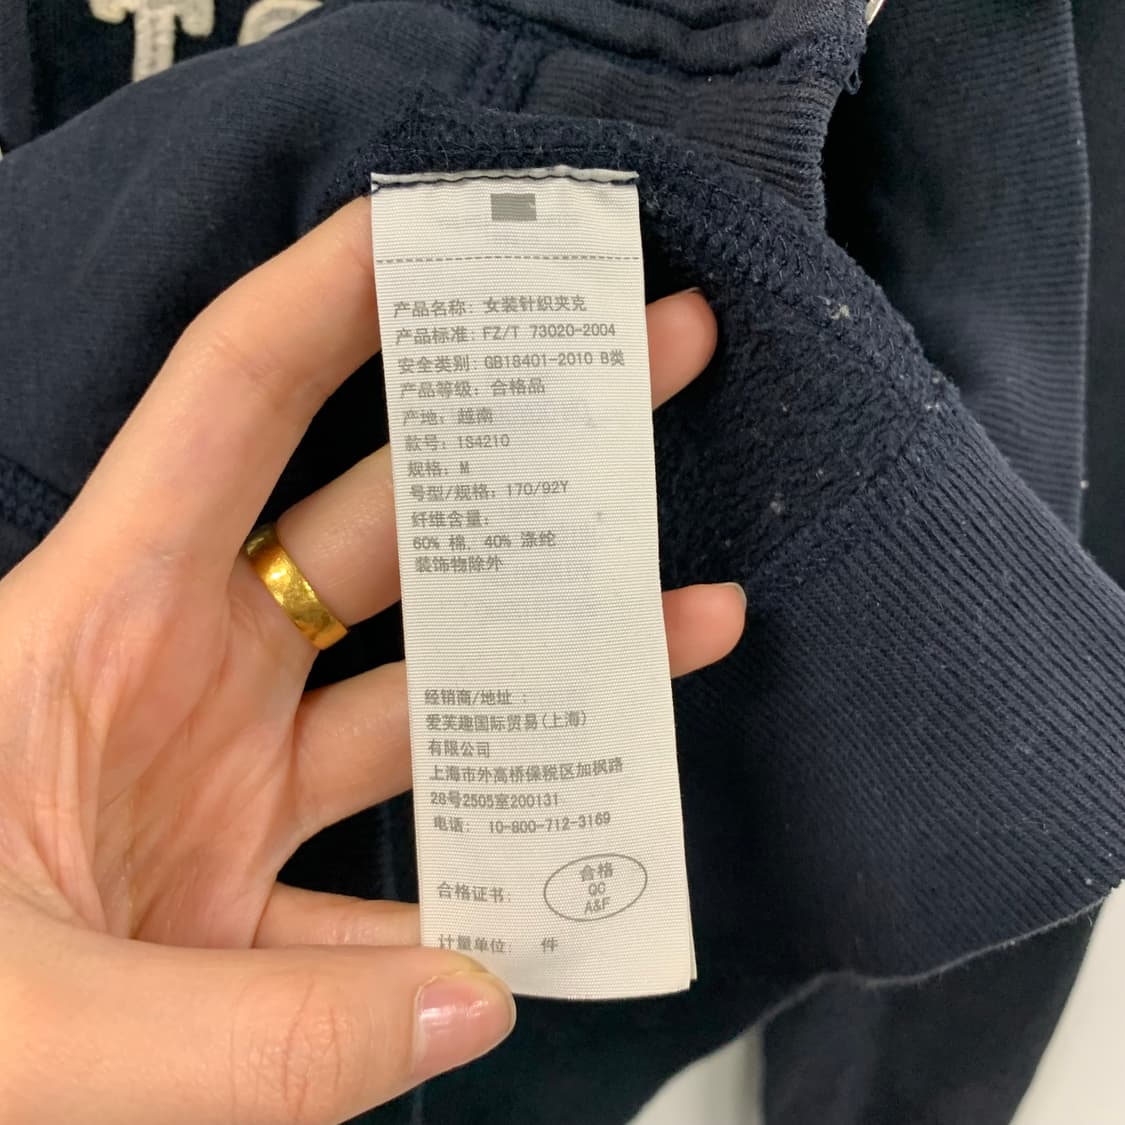 产品名称: 女装针织夹克
产品标准: FZ/T 73020-2004
安全类别: GB18401-2010 B类
产品等级: 合格品
产地: 越南
款号: 1S4210
规格: M
号型/规格: 170/92Y
纤维含量:
60% 棉, 40% 涤纶
装饰物除外
经销商/地址 :
爱芙趣国际贸易(上海)
有限公司
上海市外高桥保税区加枫路
28号2505室200131
电话: 10-800-712-3169
合格证书:
合格
QC
A&F
计量单位: 件